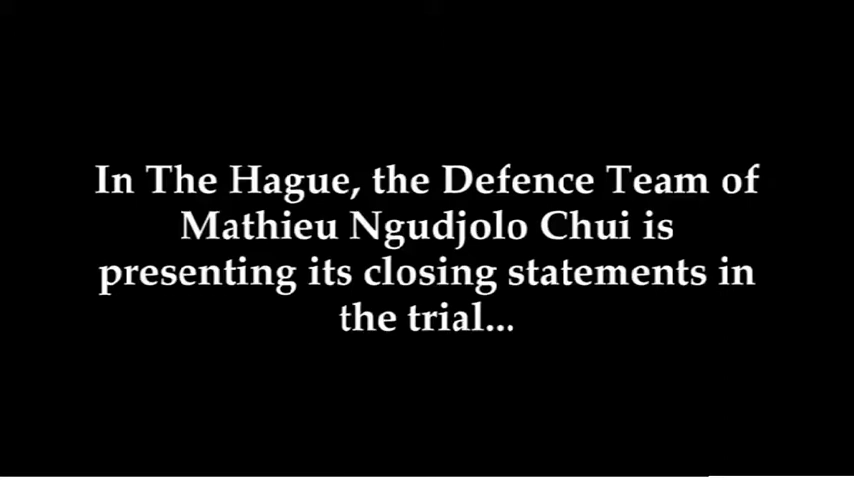 In The Hague, the Defence Team of
Mathieu Ngudjolo Chui is
presenting its closing statements in
the trial...